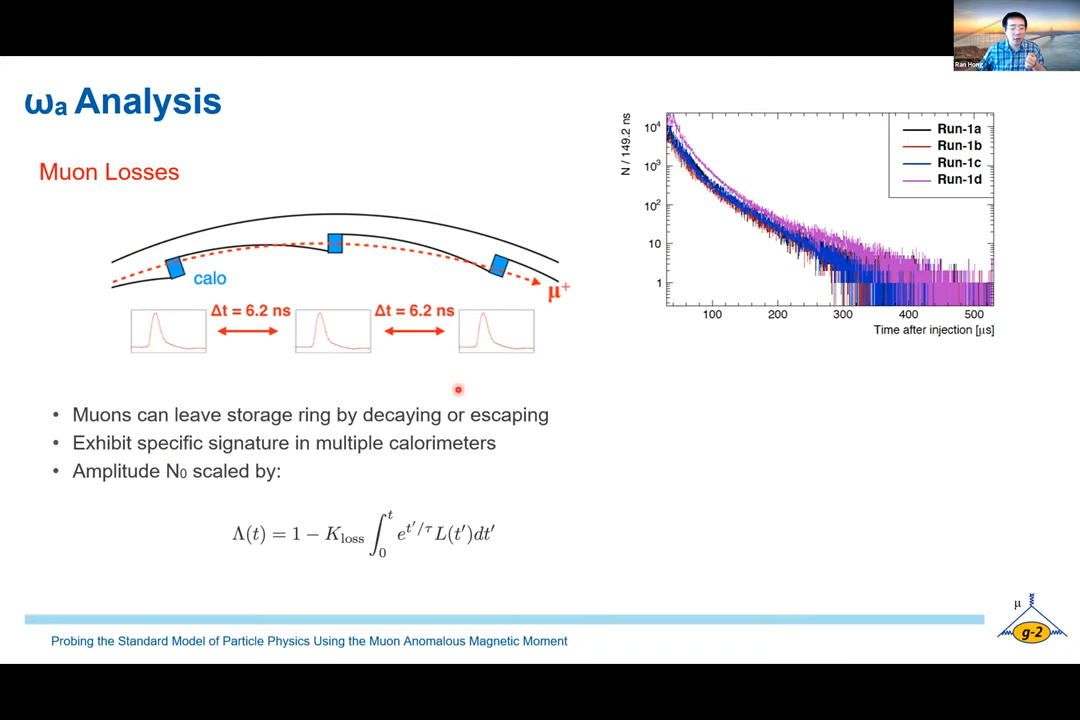 Ran Hong
ωa Analysis
Muon Losses
calo
μ+
Δt = 6.2 ns
Δt = 6.2 ns
N / 149.2 ns
10⁴
10³
10²
10
1
Run-1a
Run-1b
Run-1c
Run-1d
100 200 300 400 500
Time after injection [μs]
• Muons can leave storage ring by decaying or escaping
• Exhibit specific signature in multiple calorimeters
• Amplitude N₀ scaled by:
Λ(t) = 1 − K_loss ∫₀ᵗ e^{t′/τ} L(t′)dt′
Probing the Standard Model of Particle Physics Using the Muon Anomalous Magnetic Moment
μ
g-2